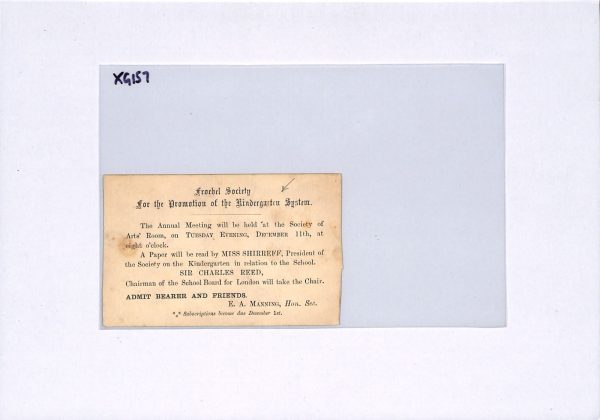 XG157
Froebel Society
For the Promotion of the Kindergarten System.
The Annual Meeting will be held at the Society of
Arts' Room, on TUESDAY EVENING, DECEMBER 11th, at
eight o'clock.
A Paper will be read by MISS SHIRREFF, President of
the Society on the Kindergarten in relation to the School.
SIR CHARLES REED,
Chairman of the School Board for London will take the Chair.
ADMIT BEARER AND FRIENDS.
E. A. MANNING, Hon. Sec.
*⁎* Subscriptions become due December 1st.